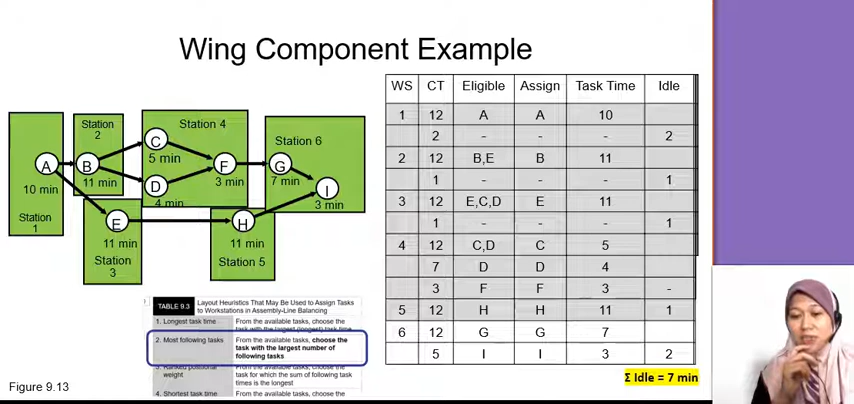 Wing Component Example
Station
2
Station 4
Station 6
A
B
C
D
E
F
G
H
I
10 min
11 min
5 min
4 min
3 min
7 min
3 min
Station
1
11 min
Station
3
11 min
Station 5
TABLE 9.3
Layout Heuristics That May Be Used to Assign Tasks
to Workstations in Assembly-Line Balancing
1. Longest task time From the available tasks, choose the
task with the largest (longest) task time
2. Most following tasks From the available tasks, choose the
task with the largest number of
following tasks
3. Ranked positional From the available tasks, choose the
weight task for which the sum of following task
times is the longest
4. Shortest task time From the available tasks, choose the
Figure 9.13
WS CT Eligible Assign Task Time Idle
1 12 A A 10
2 - - - 2
2 12 B,E B 11
1 - - - 1
3 12 E,C,D E 11
1 - - - 1
4 12 C,D C 5
7 D D 4
3 F F 3 -
5 12 H H 11 1
6 12 G G 7
5 I I 3 2
Σ Idle = 7 min